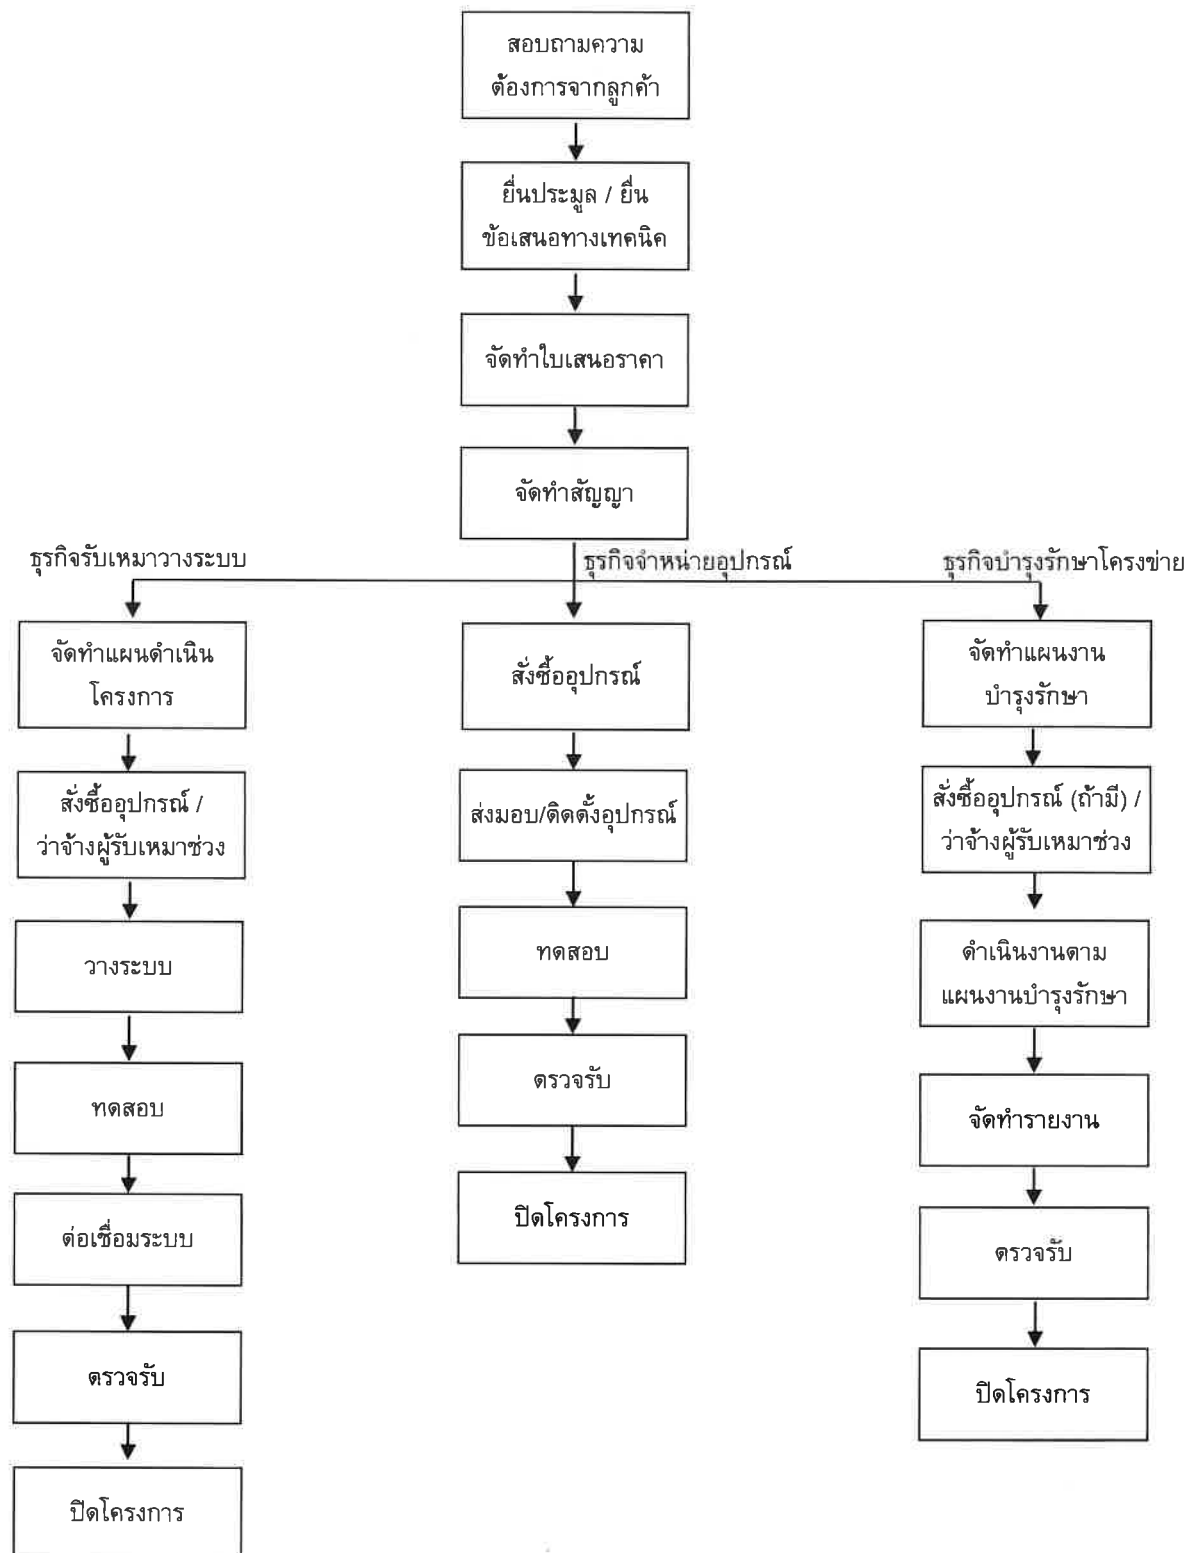 สอบถามความ
ต้องการจากลูกค้า
ยื่นประมูล / ยื่น
ข้อเสนอทางเทคนิค
จัดทำใบเสนอราคา
จัดทำสัญญา
ธุรกิจรับเหมาวางระบบ
จัดทำแผนดำเนิน
โครงการ
สั่งซื้ออุปกรณ์ /
ว่าจ้างผู้รับเหมาช่วง
วางระบบ
ทดสอบ
ต่อเชื่อมระบบ
ตรวจรับ
ปิดโครงการ
ธุรกิจจำหน่ายอุปกรณ์
สั่งซื้ออุปกรณ์
ส่งมอบ/ติดตั้งอุปกรณ์
ทดสอบ
ตรวจรับ
ปิดโครงการ
ธุรกิจบำรุงรักษาโครงข่าย
จัดทำแผนงาน
บำรุงรักษา
สั่งซื้ออุปกรณ์ (ถ้ามี) /
ว่าจ้างผู้รับเหมาช่วง
ดำเนินงานตาม
แผนงานบำรุงรักษา
จัดทำรายงาน
ตรวจรับ
ปิดโครงการ